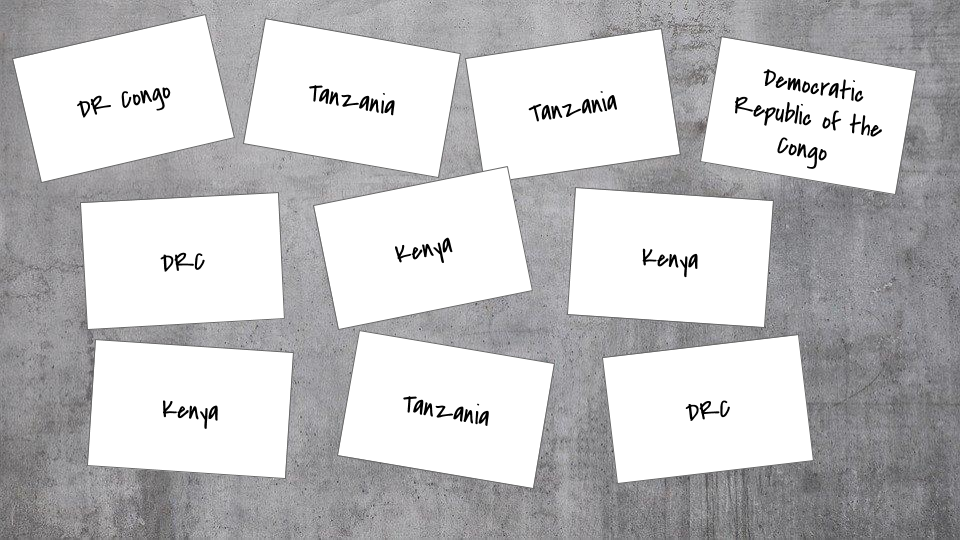 DR Congo
Tanzania
Tanzania
Democratic
Republic of the
Congo
DRC
Kenya
Kenya
Kenya
Tanzania
DRC